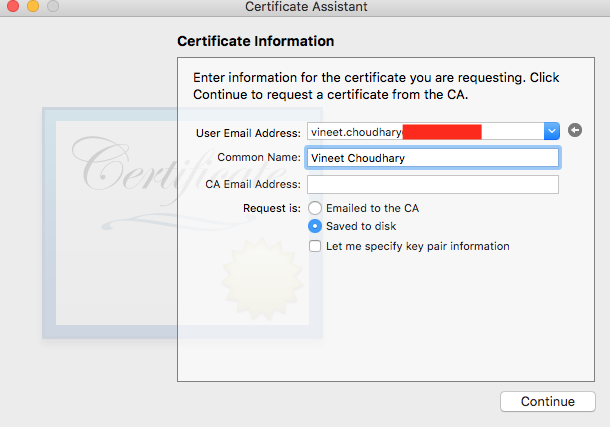 Certificate Assistant
Certificate Information
Enter information for the certificate you are requesting. Click
Continue to request a certificate from the CA.
Certificate
User Email Address: vineet.choudhary
Common Name: Vineet Choudhary
CA Email Address:
Request is: Emailed to the CA
Saved to disk
Let me specify key pair information
Continue